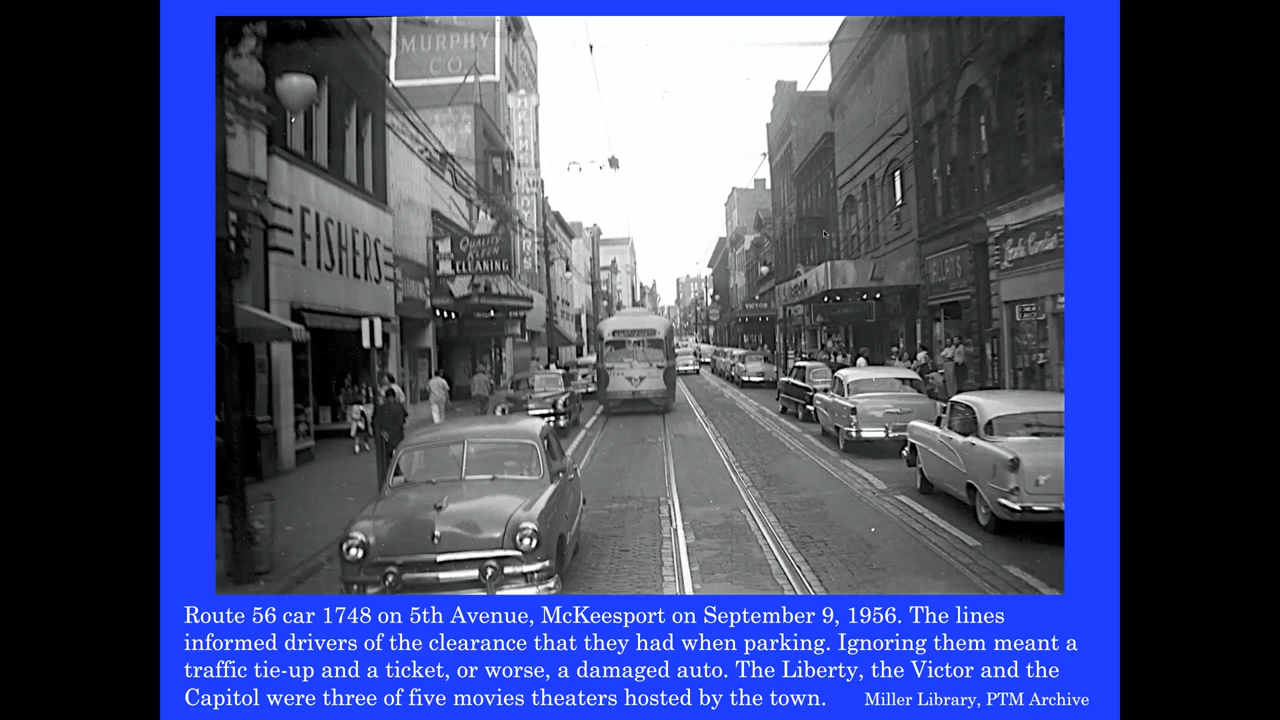 MURPHY
CO.
FISHERS
QUALITY
CLEANING
VICTOR
Route 56 car 1748 on 5th Avenue, McKeesport on September 9, 1956. The lines
informed drivers of the clearance that they had when parking. Ignoring them meant a
traffic tie-up and a ticket, or worse, a damaged auto. The Liberty, the Victor and the
Capitol were three of five movies theaters hosted by the town.
Miller Library, PTM Archive